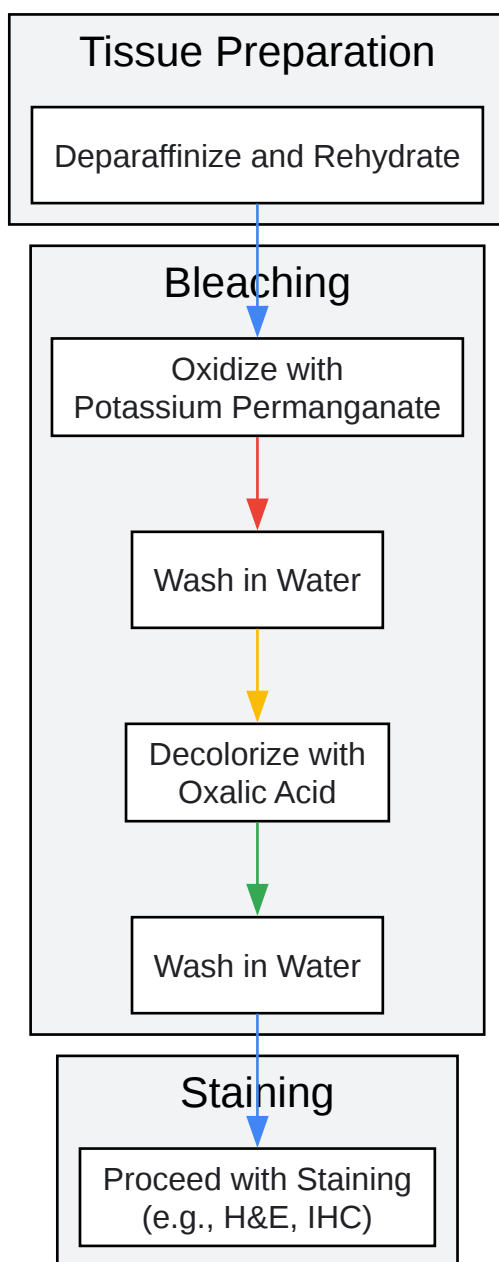 Tissue Preparation
Deparaffinize and Rehydrate
Bleaching
Oxidize with
Potassium Permanganate
Wash in Water
Decolorize with
Oxalic Acid
Wash in Water
Staining
Proceed with Staining
(e.g., H&E, IHC)